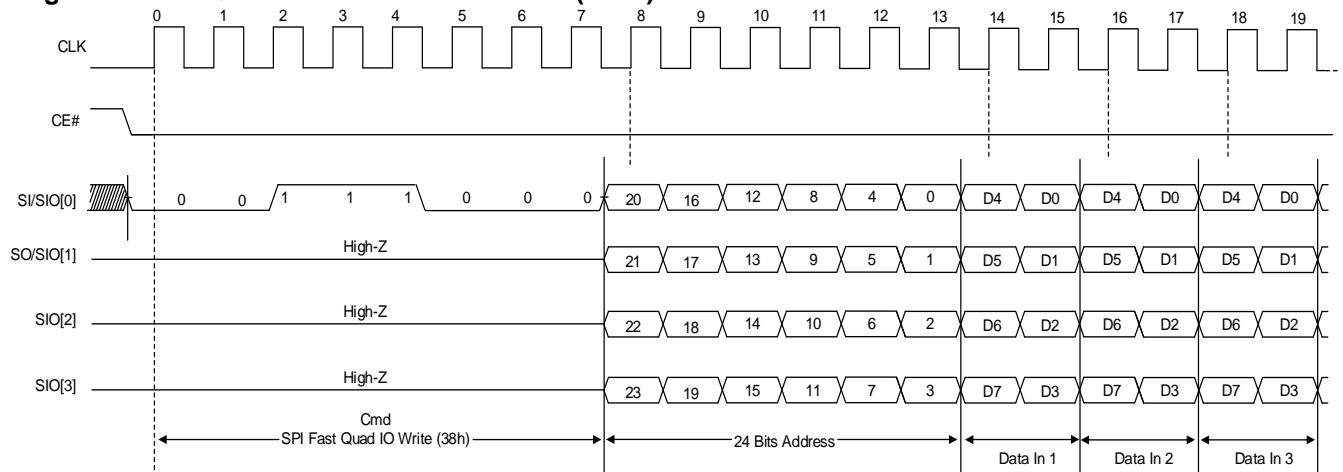 0 1 2 3 4 5 6 7 8 9 10 11 12 13 14 15 16 17 18 19
CLK
CE#
SI/SIO[0] 0 0 1 1 1 0 0 0 20 16 12 8 4 0 D4 D0 D4 D0 D4 D0
SO/SIO[1] High-Z 21 17 13 9 5 1 D5 D1 D5 D1 D5 D1
SIO[2] High-Z 22 18 14 10 6 2 D6 D2 D6 D2 D6 D2
SIO[3] High-Z 23 19 15 11 7 3 D7 D3 D7 D3 D7 D3
Cmd
SPI Fast Quad IO Write (38h) 24 Bits Address
Data In 1 Data In 2 Data In 3